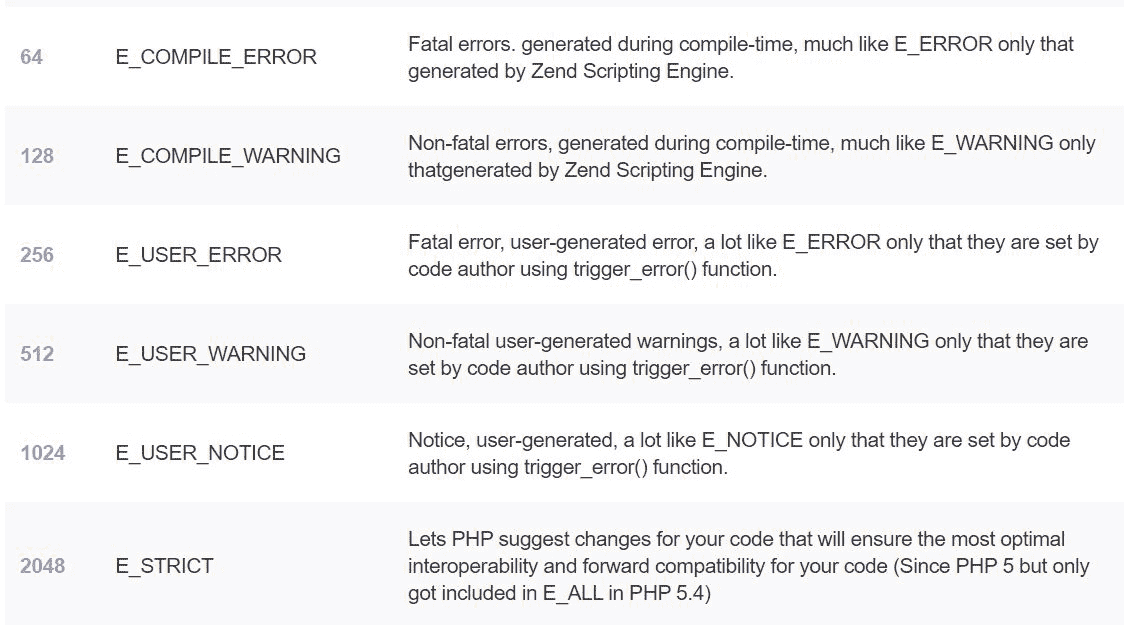 64 E_COMPILE_ERROR Fatal errors. generated during compile-time, much like E_ERROR only that
generated by Zend Scripting Engine.
128 E_COMPILE_WARNING Non-fatal errors, generated during compile-time, much like E_WARNING only
thatgenerated by Zend Scripting Engine.
256 E_USER_ERROR Fatal error, user-generated error, a lot like E_ERROR only that they are set by
code author using trigger_error() function.
512 E_USER_WARNING Non-fatal user-generated warnings, a lot like E_WARNING only that they are
set by code author using trigger_error() function.
1024 E_USER_NOTICE Notice, user-generated, a lot like E_NOTICE only that they are set by code
author using trigger_error() function.
Lets PHP suggest changes for your code that will ensure the most optimal
2048 E_STRICT interoperability and forward compatibility for your code (Since PHP 5 but only
got included in E_ALL in PHP 5.4)